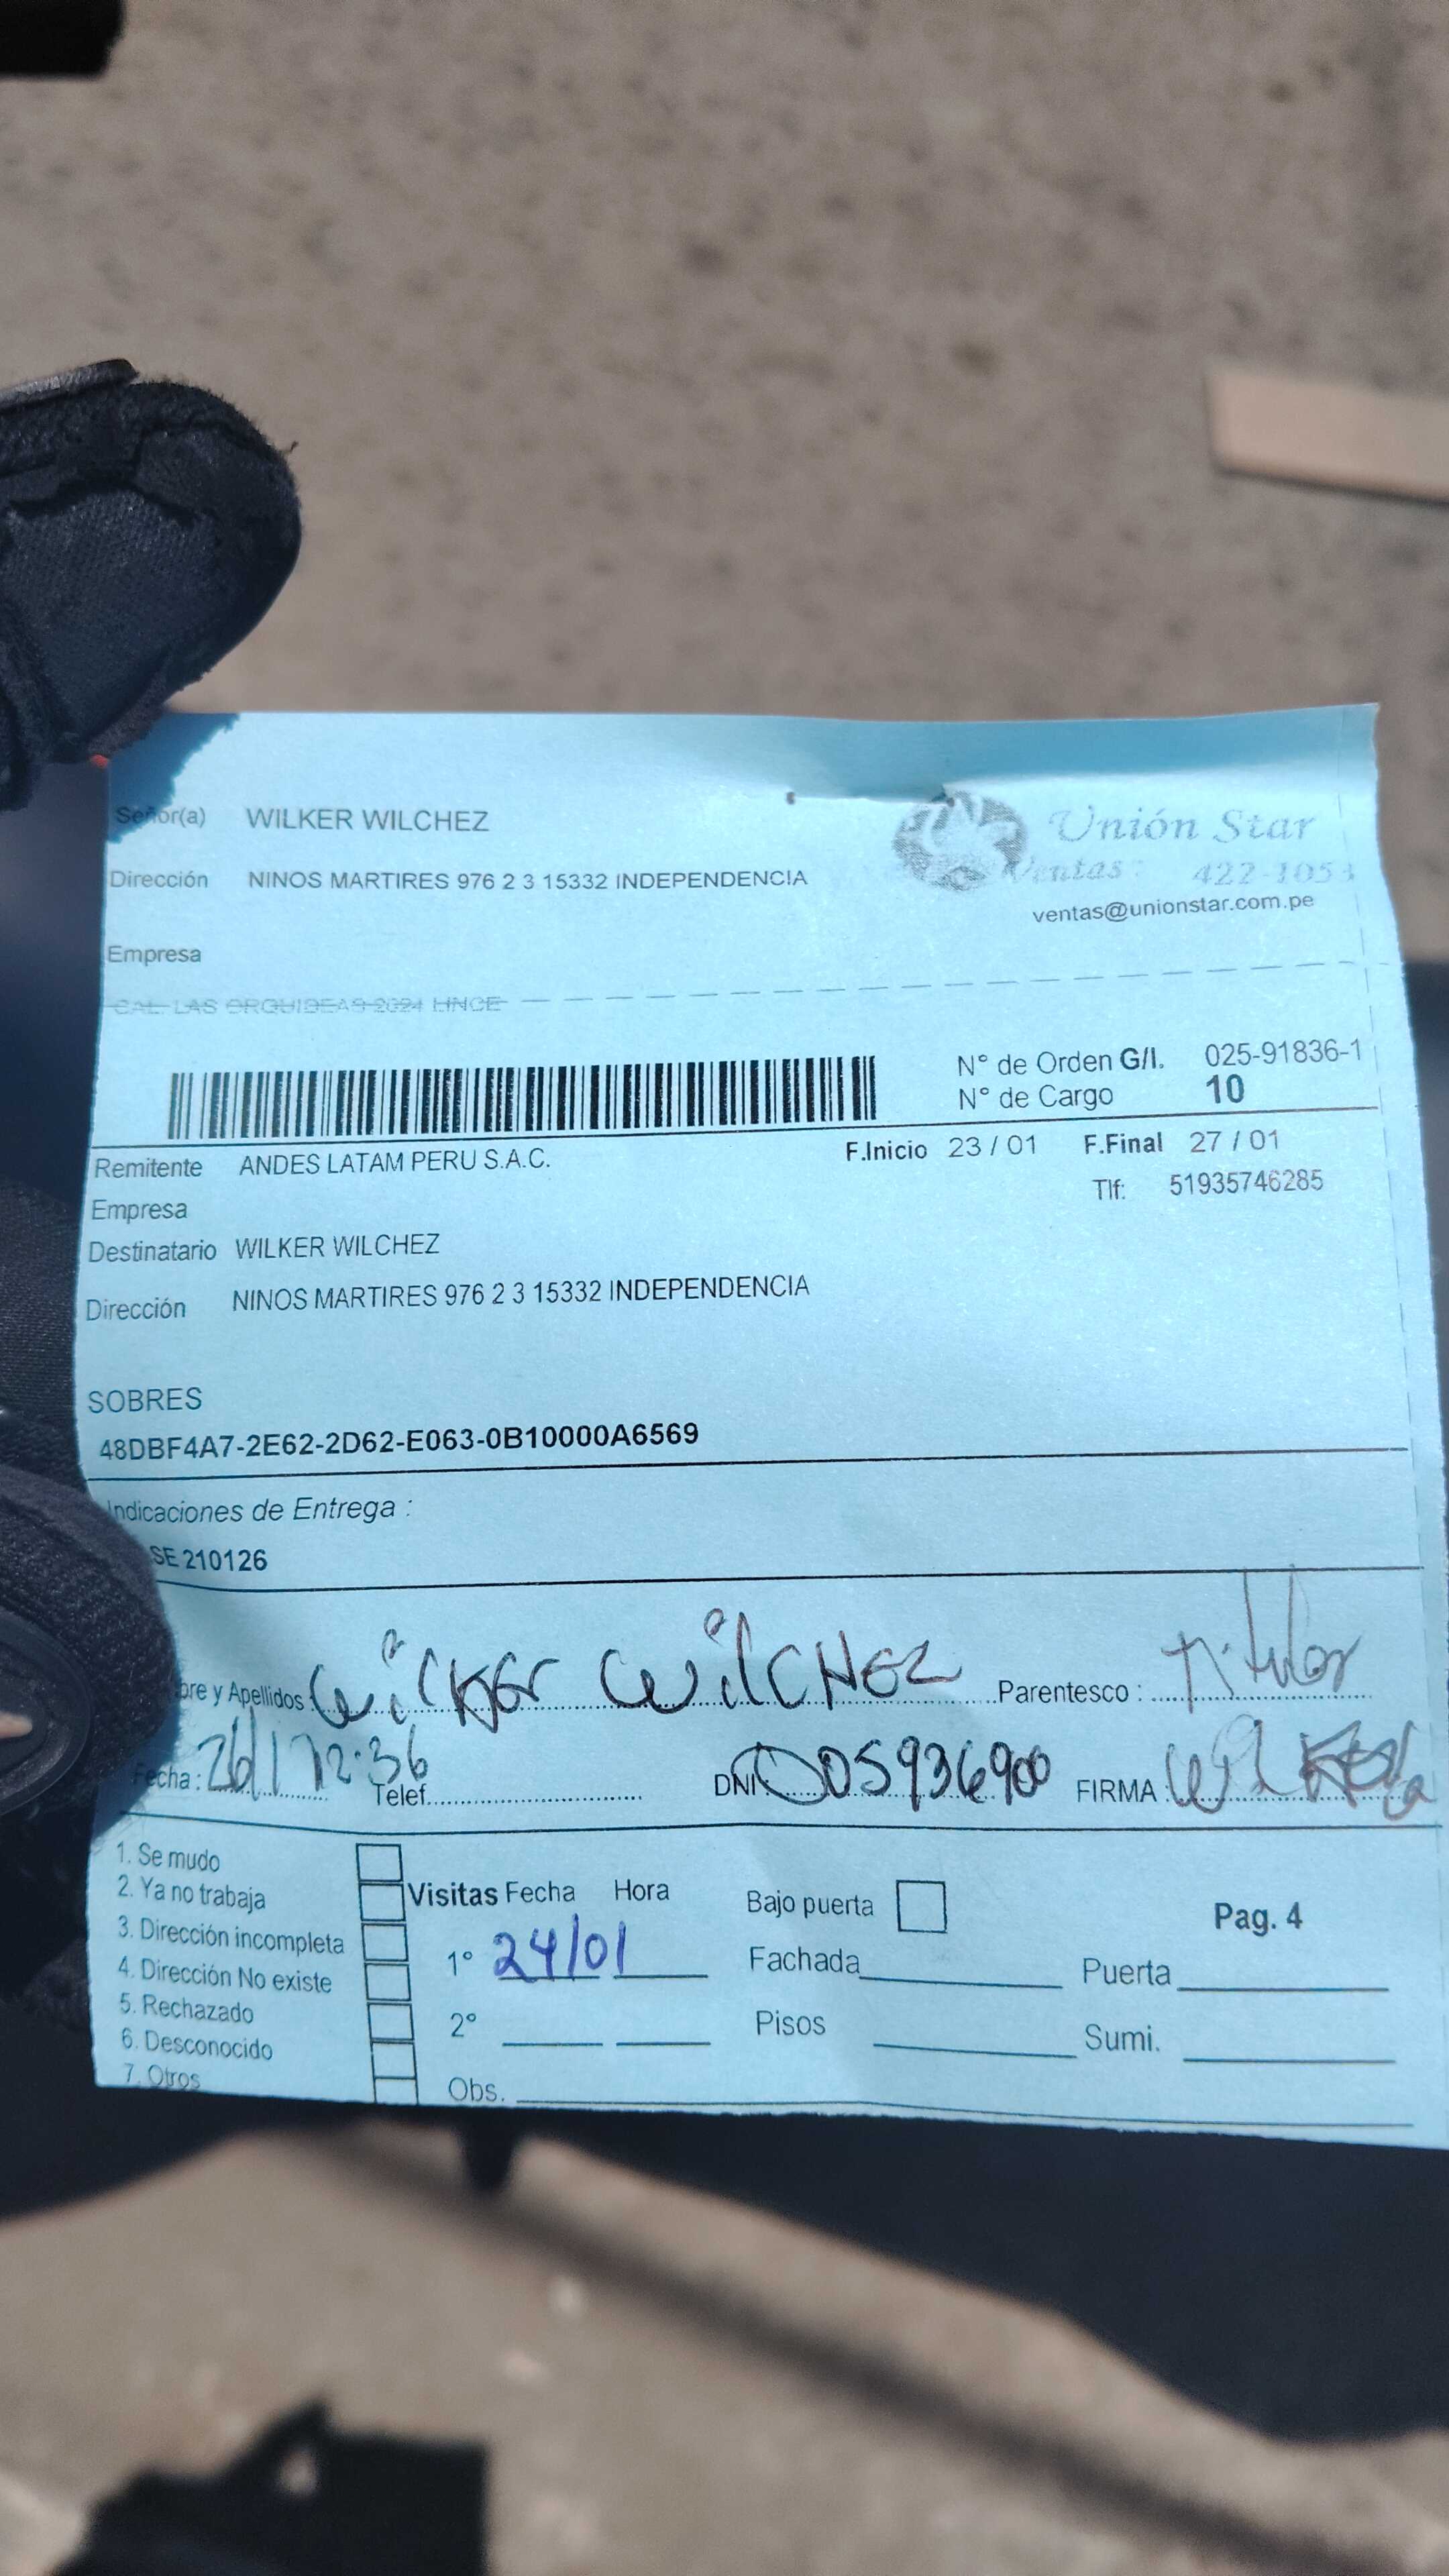 Señor(a) WILKER WILCHEZ
Unión Star
Dirección NINOS MARTIRES 976 2 3 15332 INDEPENDENCIA
Ventas: 422-1053
ventas@unionstar.com.pe
Empresa
CAL. LAS ORQUIDEAS 2624 LINCE
N° de Orden G/I. 025-91836-1
N° de Cargo 10
Remitente ANDES LATAM PERU S.A.C. F.Inicio 23 / 01 F.Final 27 / 01
Empresa Tlf: 51935746285
Destinatario WILKER WILCHEZ
Dirección NINOS MARTIRES 976 2 3 15332 INDEPENDENCIA
SOBRES
48DBF4A7-2E62-2D62-E063-0B10000A6569
Indicaciones de Entrega :
SE 210126
bre y Apellidos: WilKer WilCHEZ Parentesco : Titular
Fecha : 26/1 12:36 Telef. DNI 005936900 FIRMA :
1. Se mudo
2. Ya no trabaja
3. Dirección incompleta
4. Dirección No existe
5. Rechazado
6. Desconocido
7. Otros
Visitas Fecha Hora
1° 24/01
2°
Obs.
Bajo puerta Pag. 4
Fachada Puerta
Pisos Sumi.